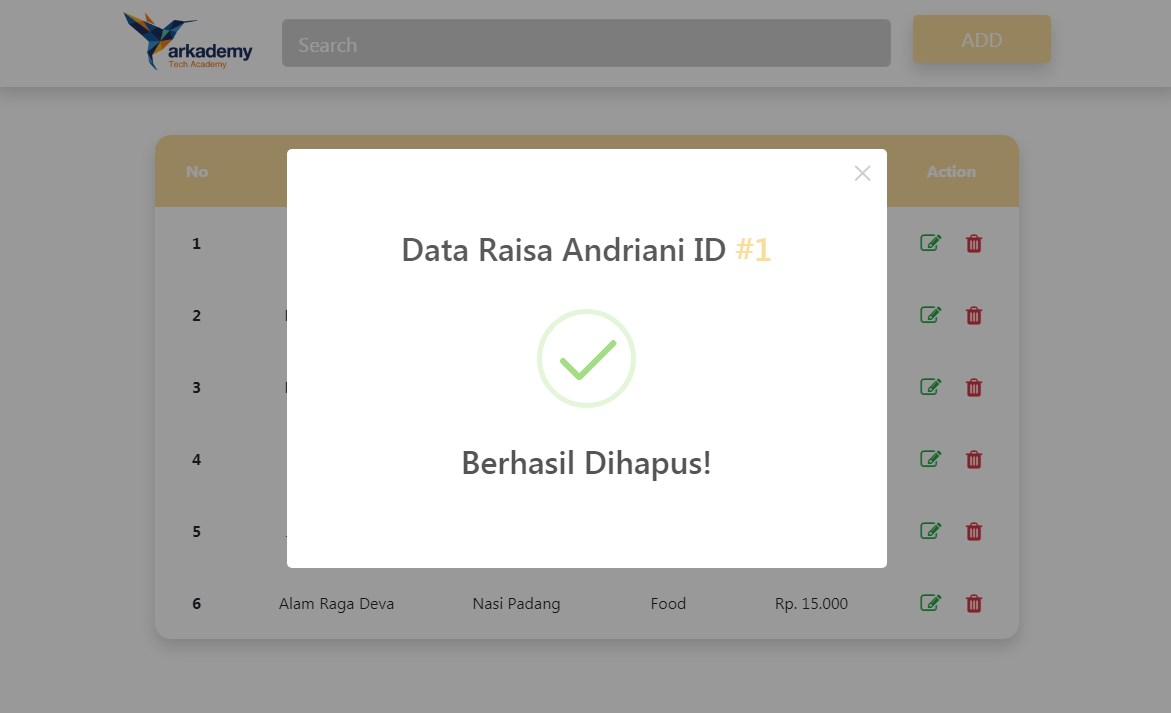 arkademy
Tech Academy
Search
ADD
No
Action
Data Raisa Andriani ID #1
Berhasil Dihapus!
1
2
3
4
5
6 Alam Raga Deva Nasi Padang Food Rp. 15.000